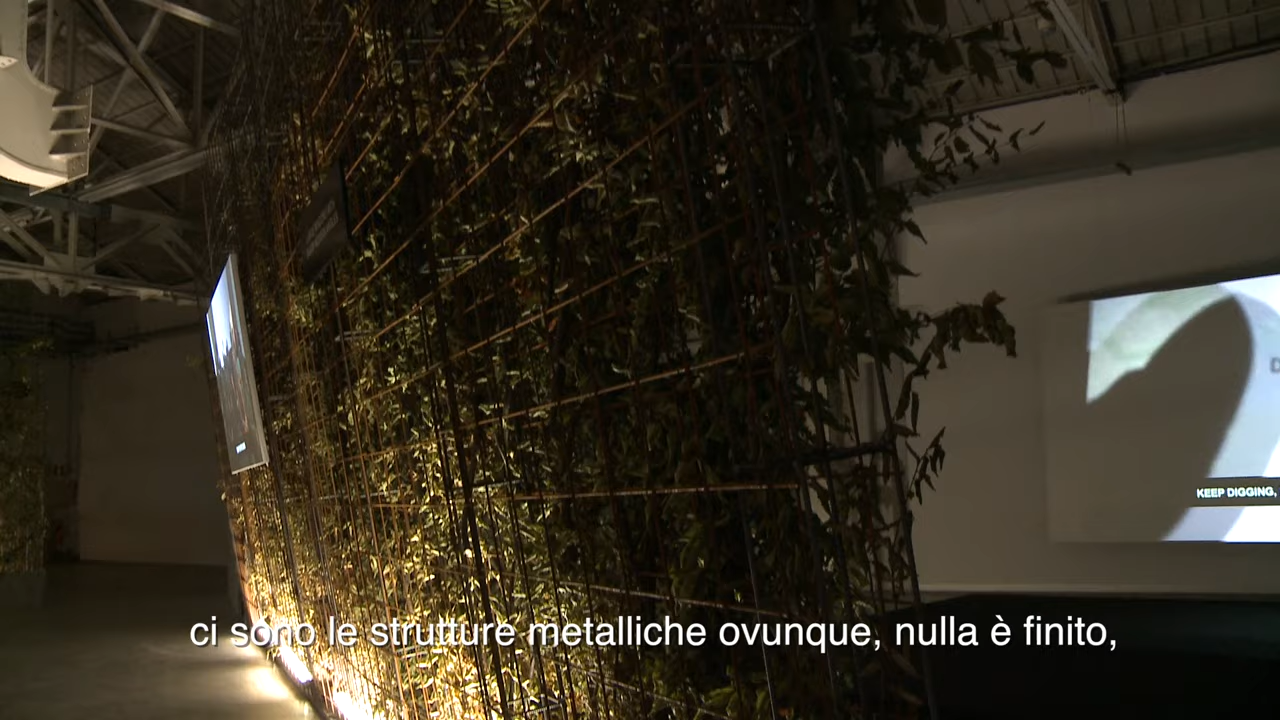 KEEP DIGGING,
ci sono le strutture metalliche ovunque, nulla è finito,